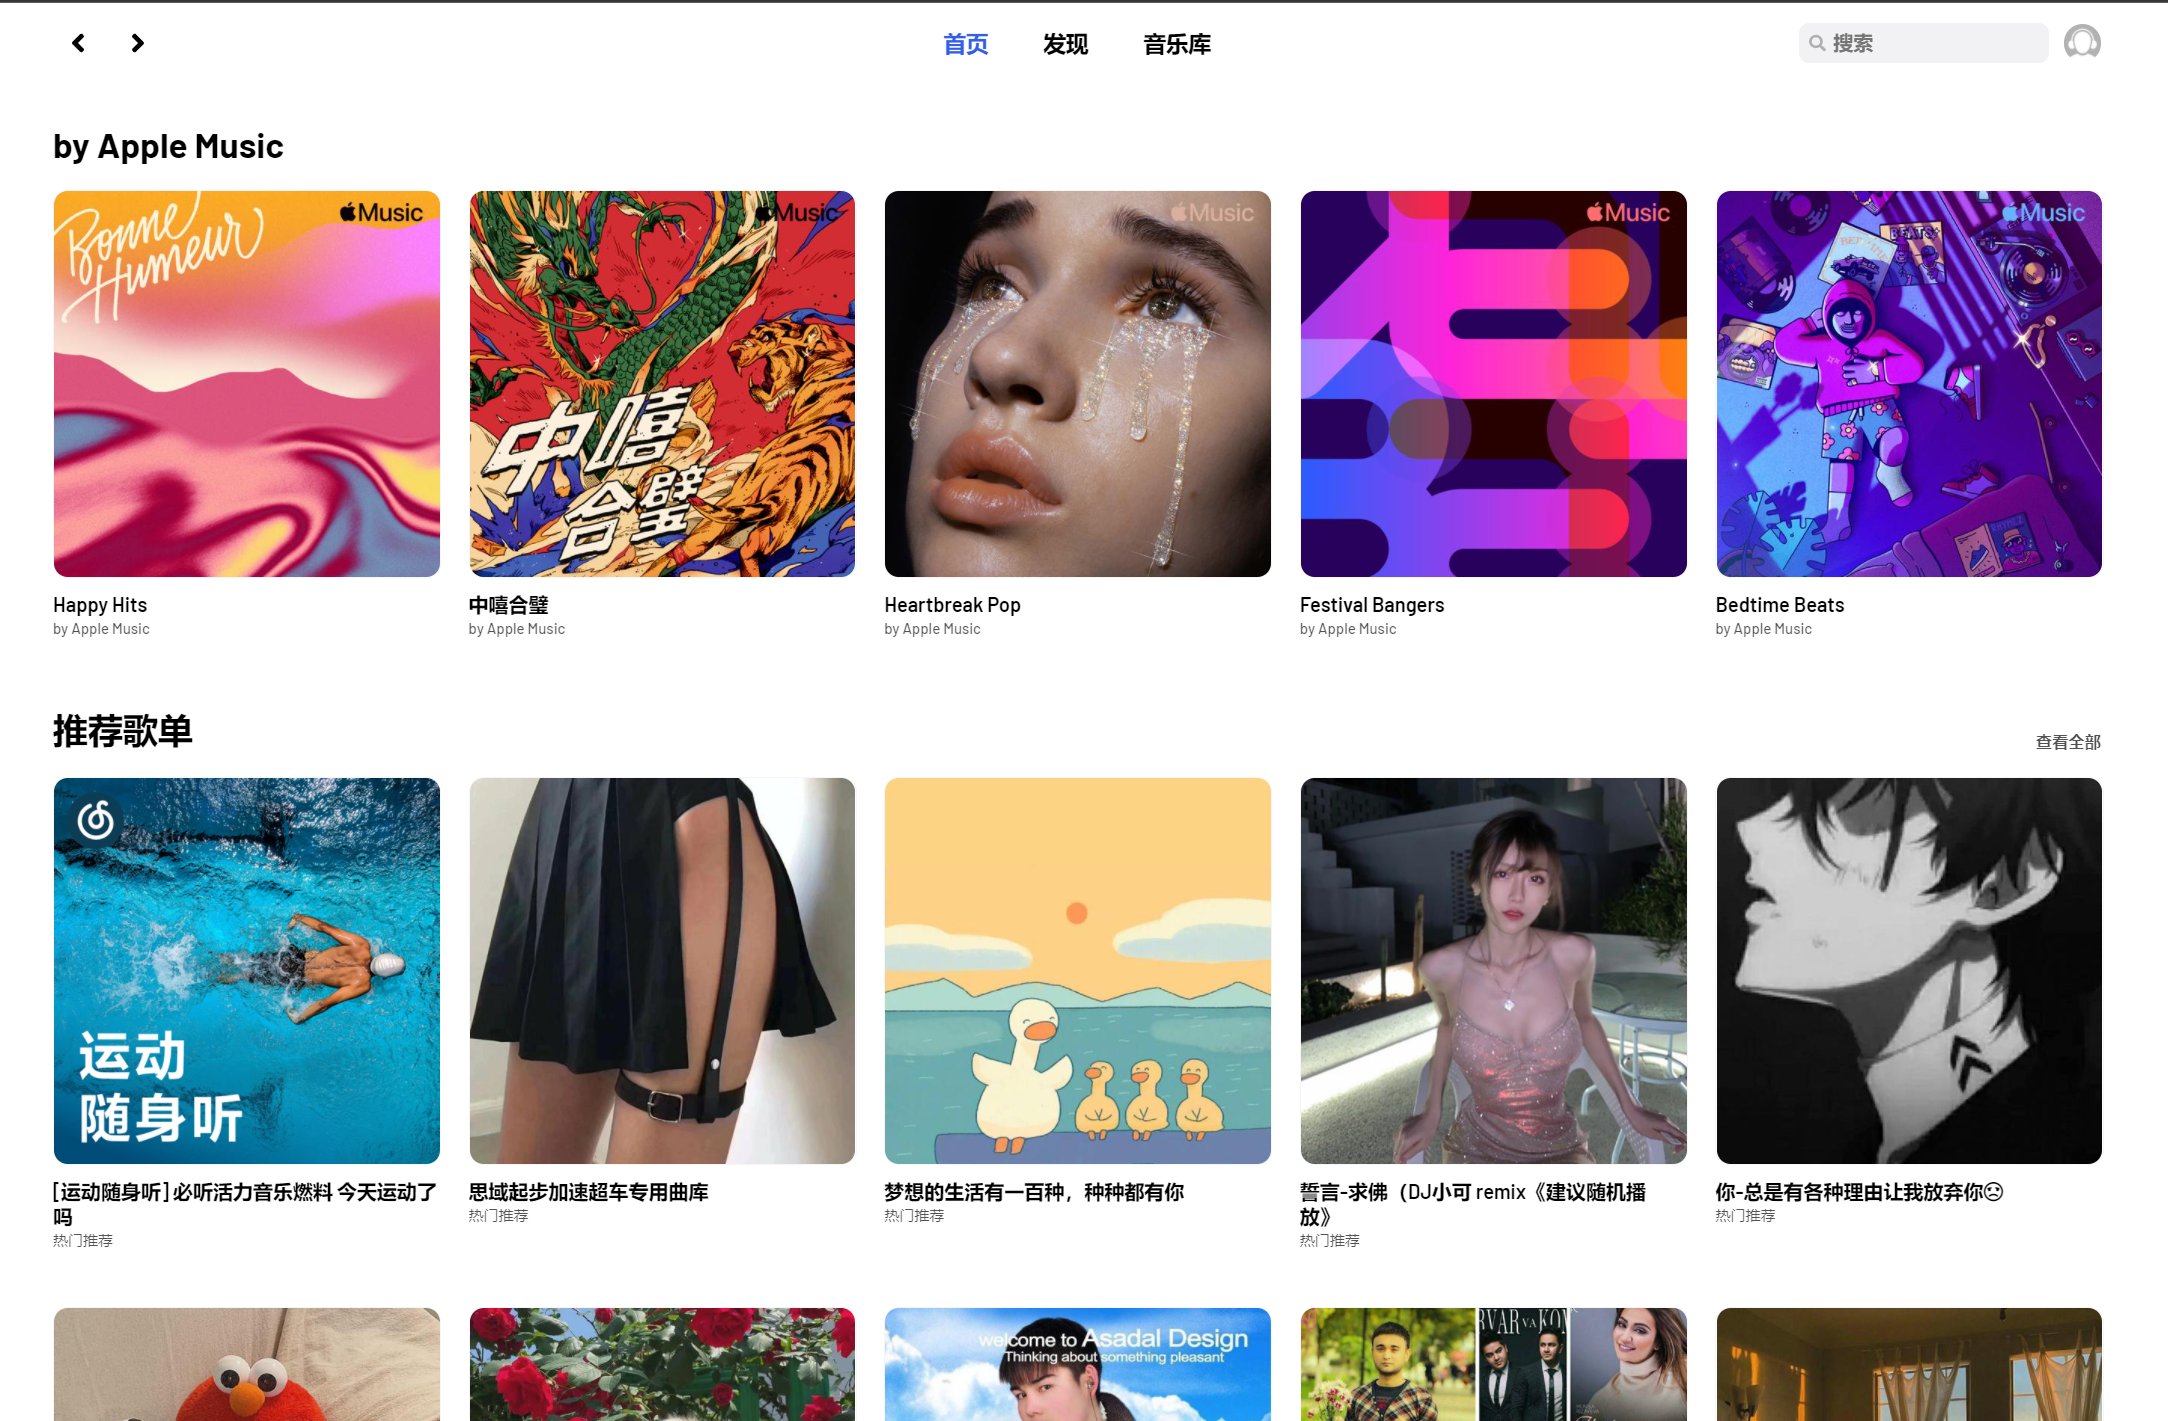 首页
发现
音乐库
搜索
by Apple Music
Bonne
Humeur
Music
Music
中嘻
合璧
Music
Music
Music
BEATS
Happy Hits
by Apple Music
中嘻合璧
by Apple Music
Heartbreak Pop
by Apple Music
Festival Bangers
by Apple Music
Bedtime Beats
by Apple Music
推荐歌单
查看全部
运动
随身听
[运动随身听] 必听活力音乐燃料 今天运动了
吗
热门推荐
思域起步加速超车专用曲库
热门推荐
梦想的生活有一百种，种种都有你
热门推荐
誓言-求佛（DJ小可 remix《建议随机播
放》
热门推荐
你-总是有各种理由让我放弃你☹
热门推荐
welcome to Asadal Design
Thinking about something pleasant